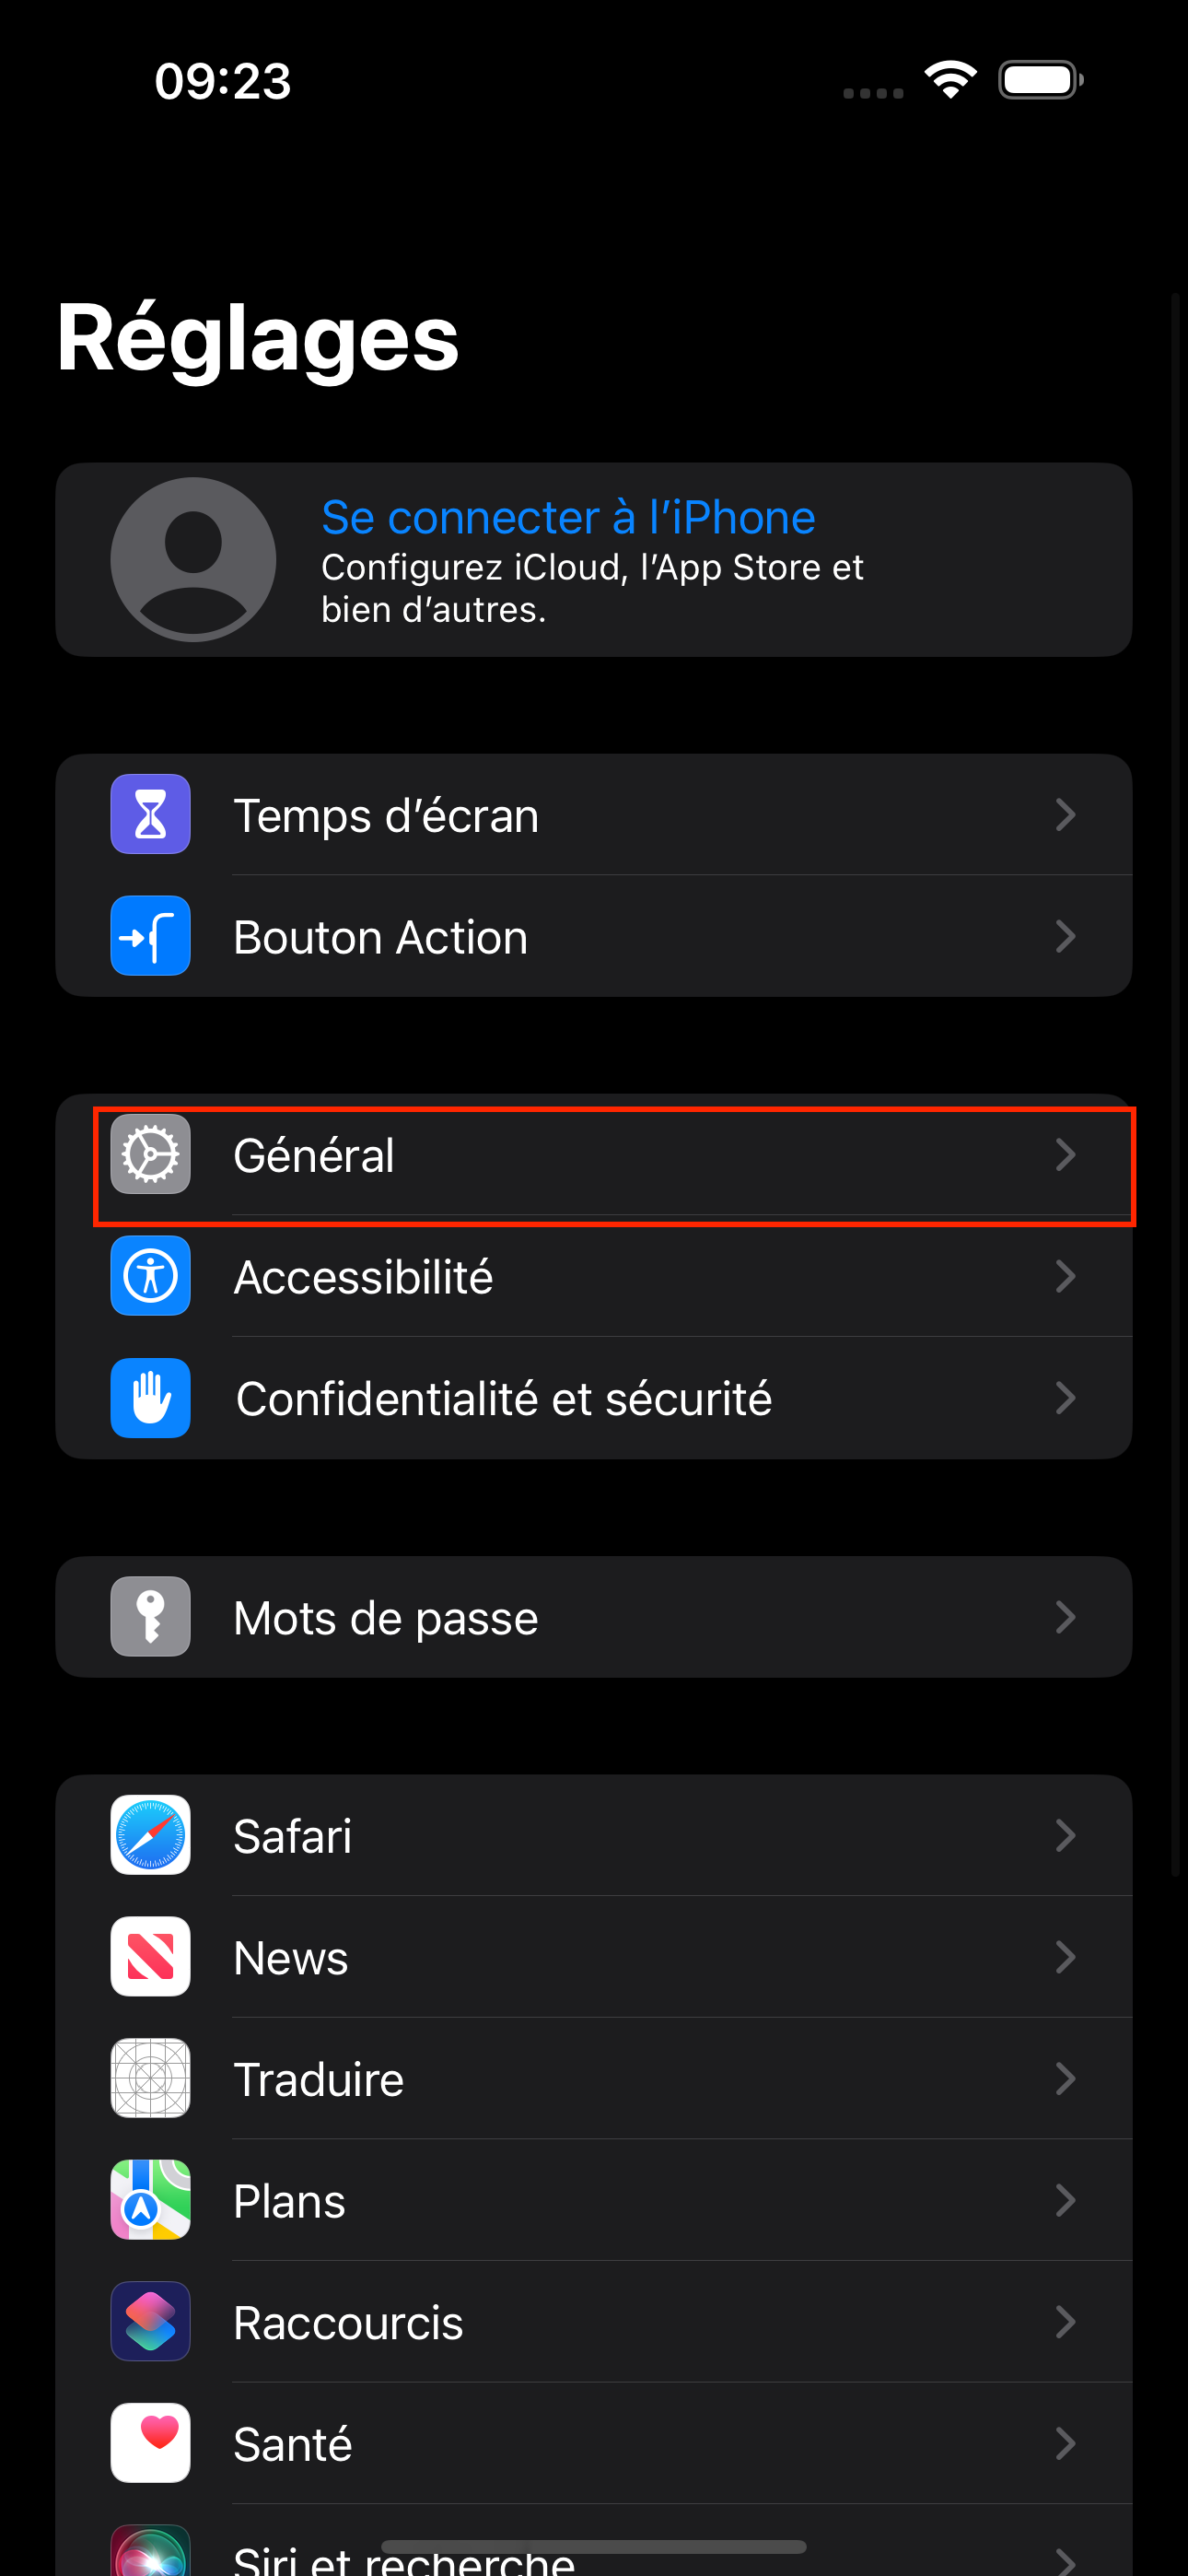 09:23
Réglages
Se connecter à l’iPhone
Configurez iCloud, l’App Store et
bien d’autres.
Temps d’écran
Bouton Action
Général
Accessibilité
Confidentialité et sécurité
Mots de passe
Safari
News
Traduire
Plans
Raccourcis
Santé
Siri et recherche